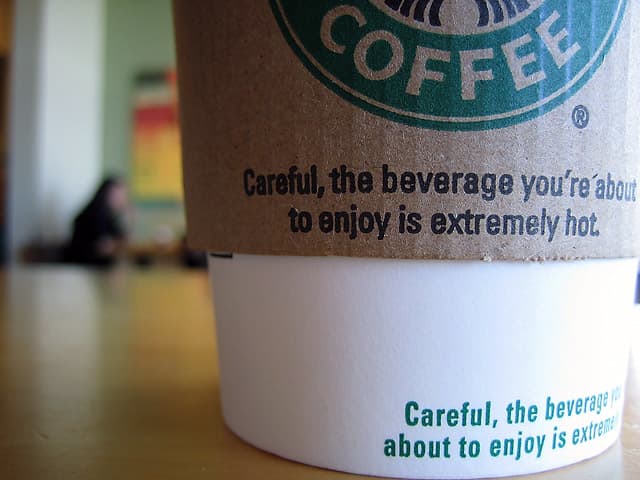 COFFEE
®
Careful, the beverage you're about
to enjoy is extremely hot.
Careful, the beverage
about to enjoy is